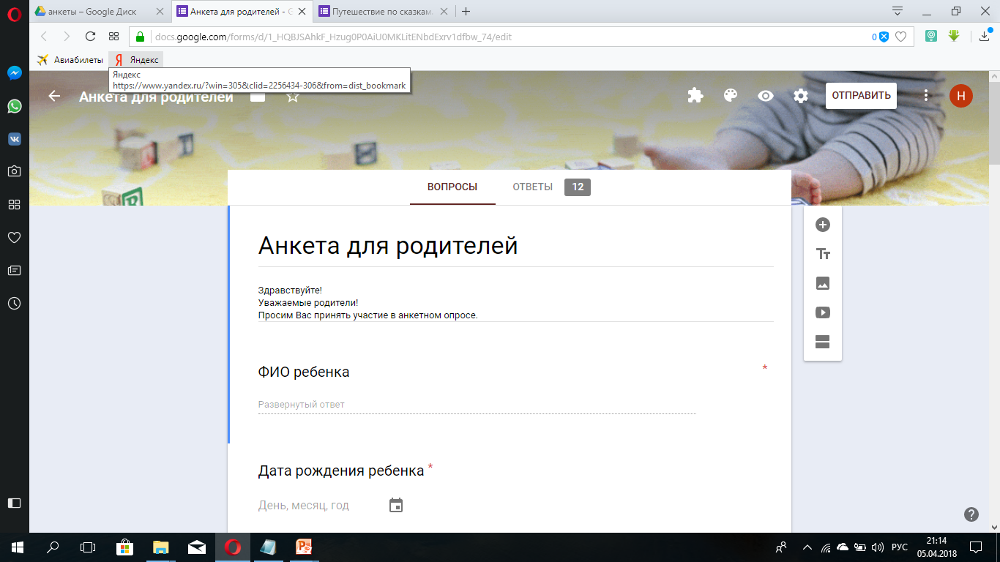 анкеты – Google Диск
Анкета для родителей - G
Путешествие по сказкам.
docs.google.com/forms/d/1_HQBJSAhkF_Hzug0P0AiU0MKLitENbdExrv1dfbw_74/edit
0
Авиабилеты
Яндекс
Яндекс
https://www.yandex.ru/?win=305&clid=2256434-306&from=dist_bookmark
Анкета для родителей
ОТПРАВИТЬ
Н
ВОПРОСЫ
ОТВЕТЫ 12
Анкета для родителей
Здравствуйте!
Уважаемые родители!
Просим Вас принять участие в анкетном опросе.
ФИО ребенка *
Развернутый ответ
Дата рождения ребенка *
День, месяц, год
РУС
21:14
05.04.2018